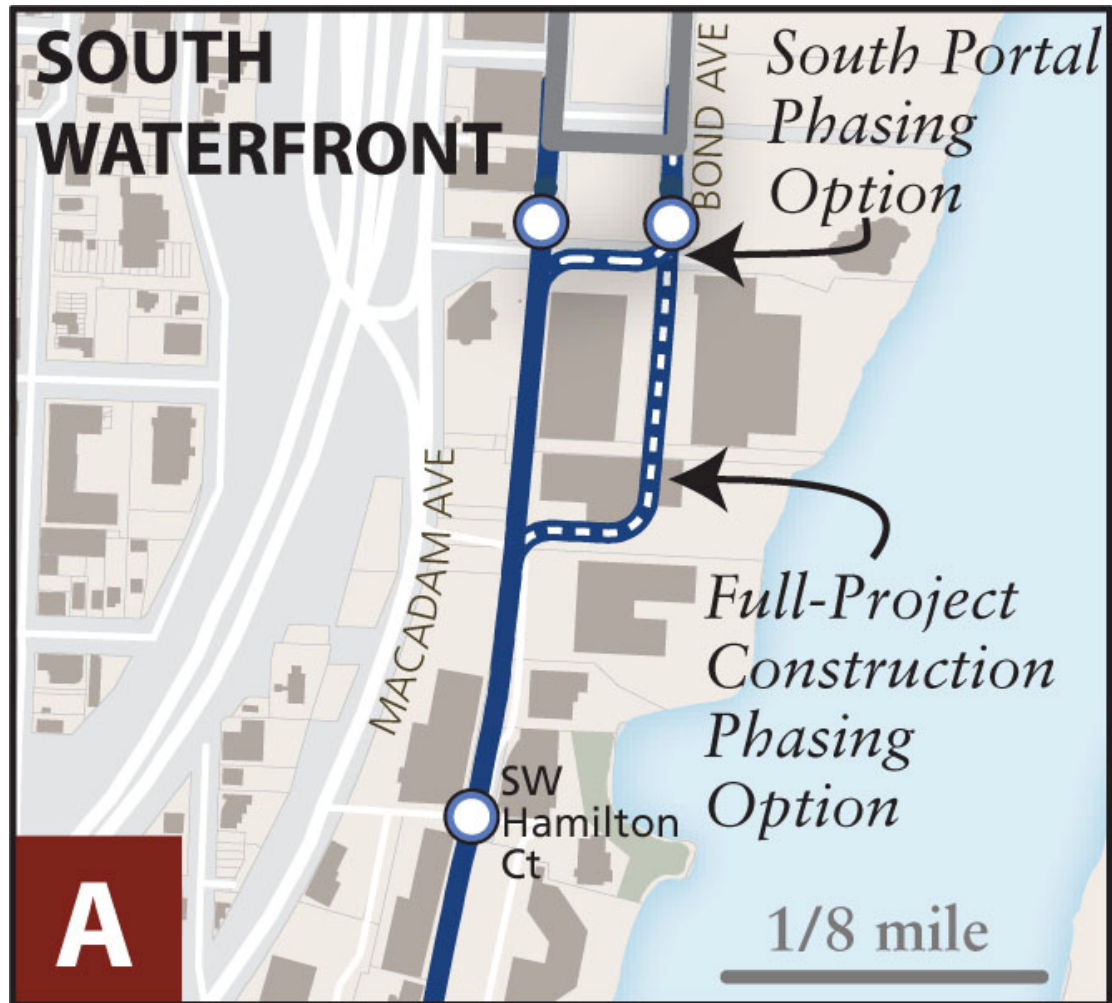 SOUTH
WATERFRONT
BOND AVE
South Portal
Phasing
Option
MACADAM AVE
Full-Project
Construction
Phasing
Option
SW
Hamilton
Ct
A
1/8 mile